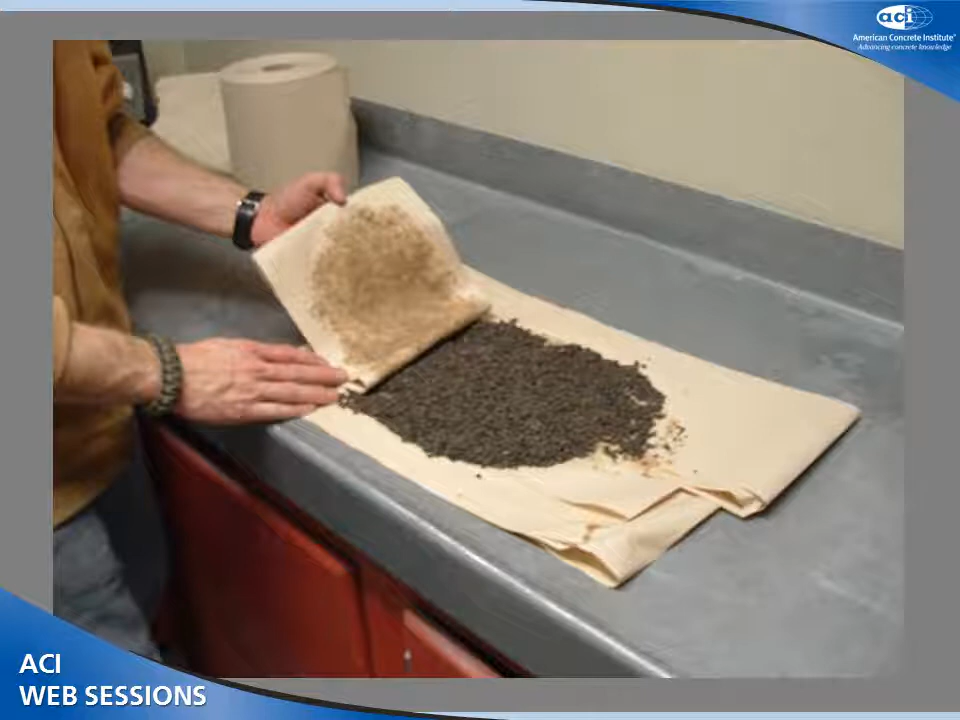 aci
American Concrete Institute®
Advancing concrete knowledge
ACI
WEB SESSIONS